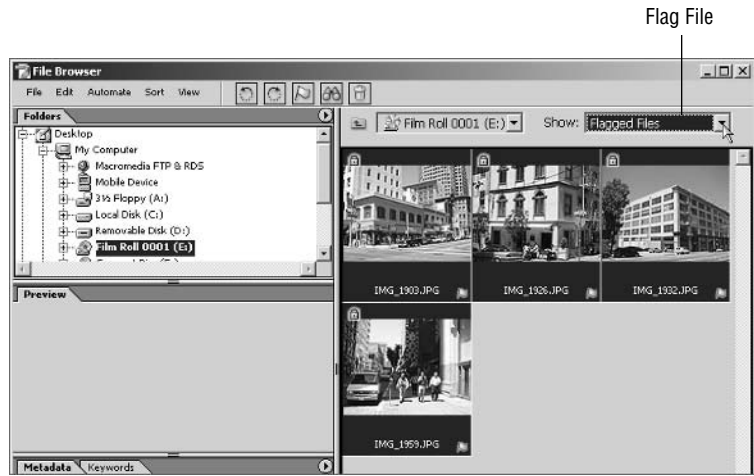 Flag File
File Browser
File Edit Automate Sort View
Folders
Film Roll 0001 (E:)
Show: Flagged Files
Desktop
My Computer
Macromedia FTP & RDS
Mobile Device
3½ Floppy (A:)
Local Disk (C:)
Removable Disk (D:)
Film Roll 0001 (E:)
IMG_1903.JPG
IMG_1926.JPG
IMG_1932.JPG
Preview
IMG_1959.JPG
Metadata
Keywords